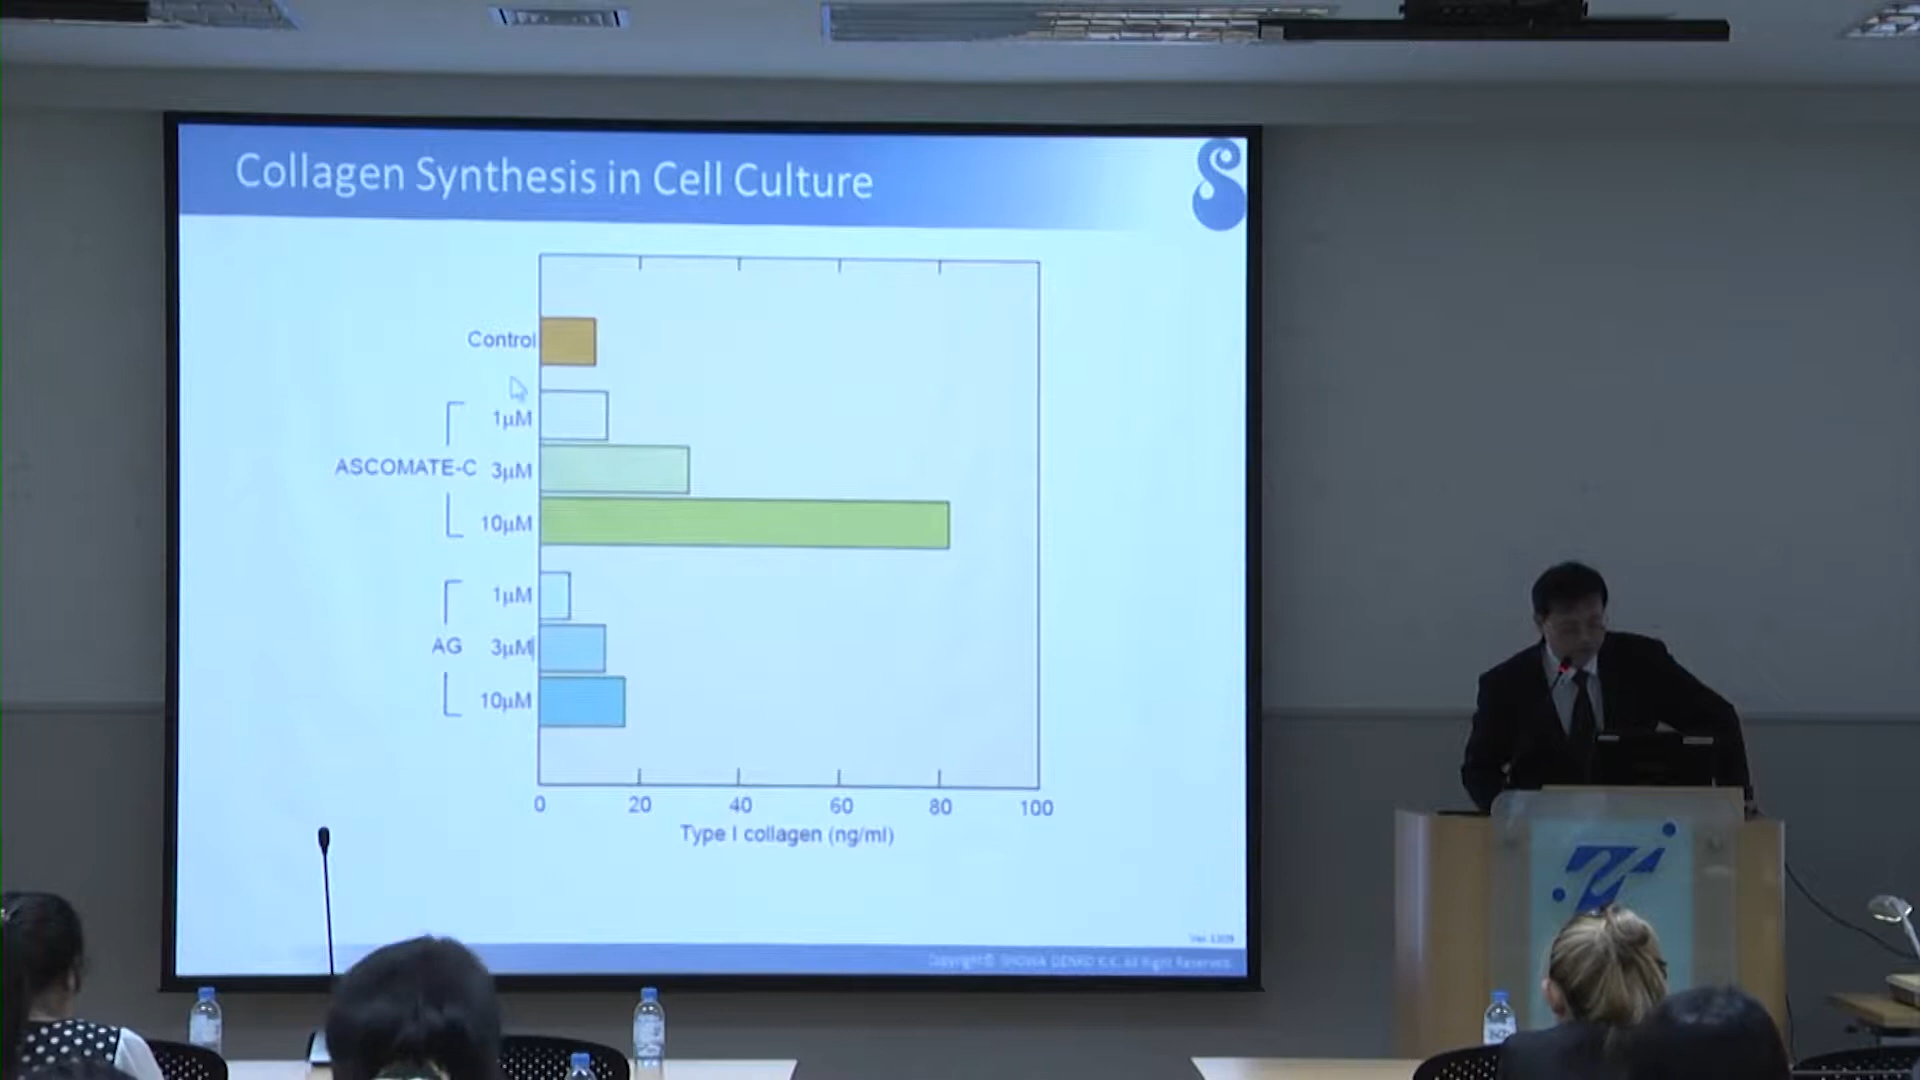 Collagen Synthesis in Cell Culture
Control
1μM
ASCOMATE-C 3μM
10μM
1μM
AG 3μM
10μM
0 20 40 60 80 100
Type I collagen (ng/ml)
Copyright© SHOWA DENKO K.K. All Right Reserved.